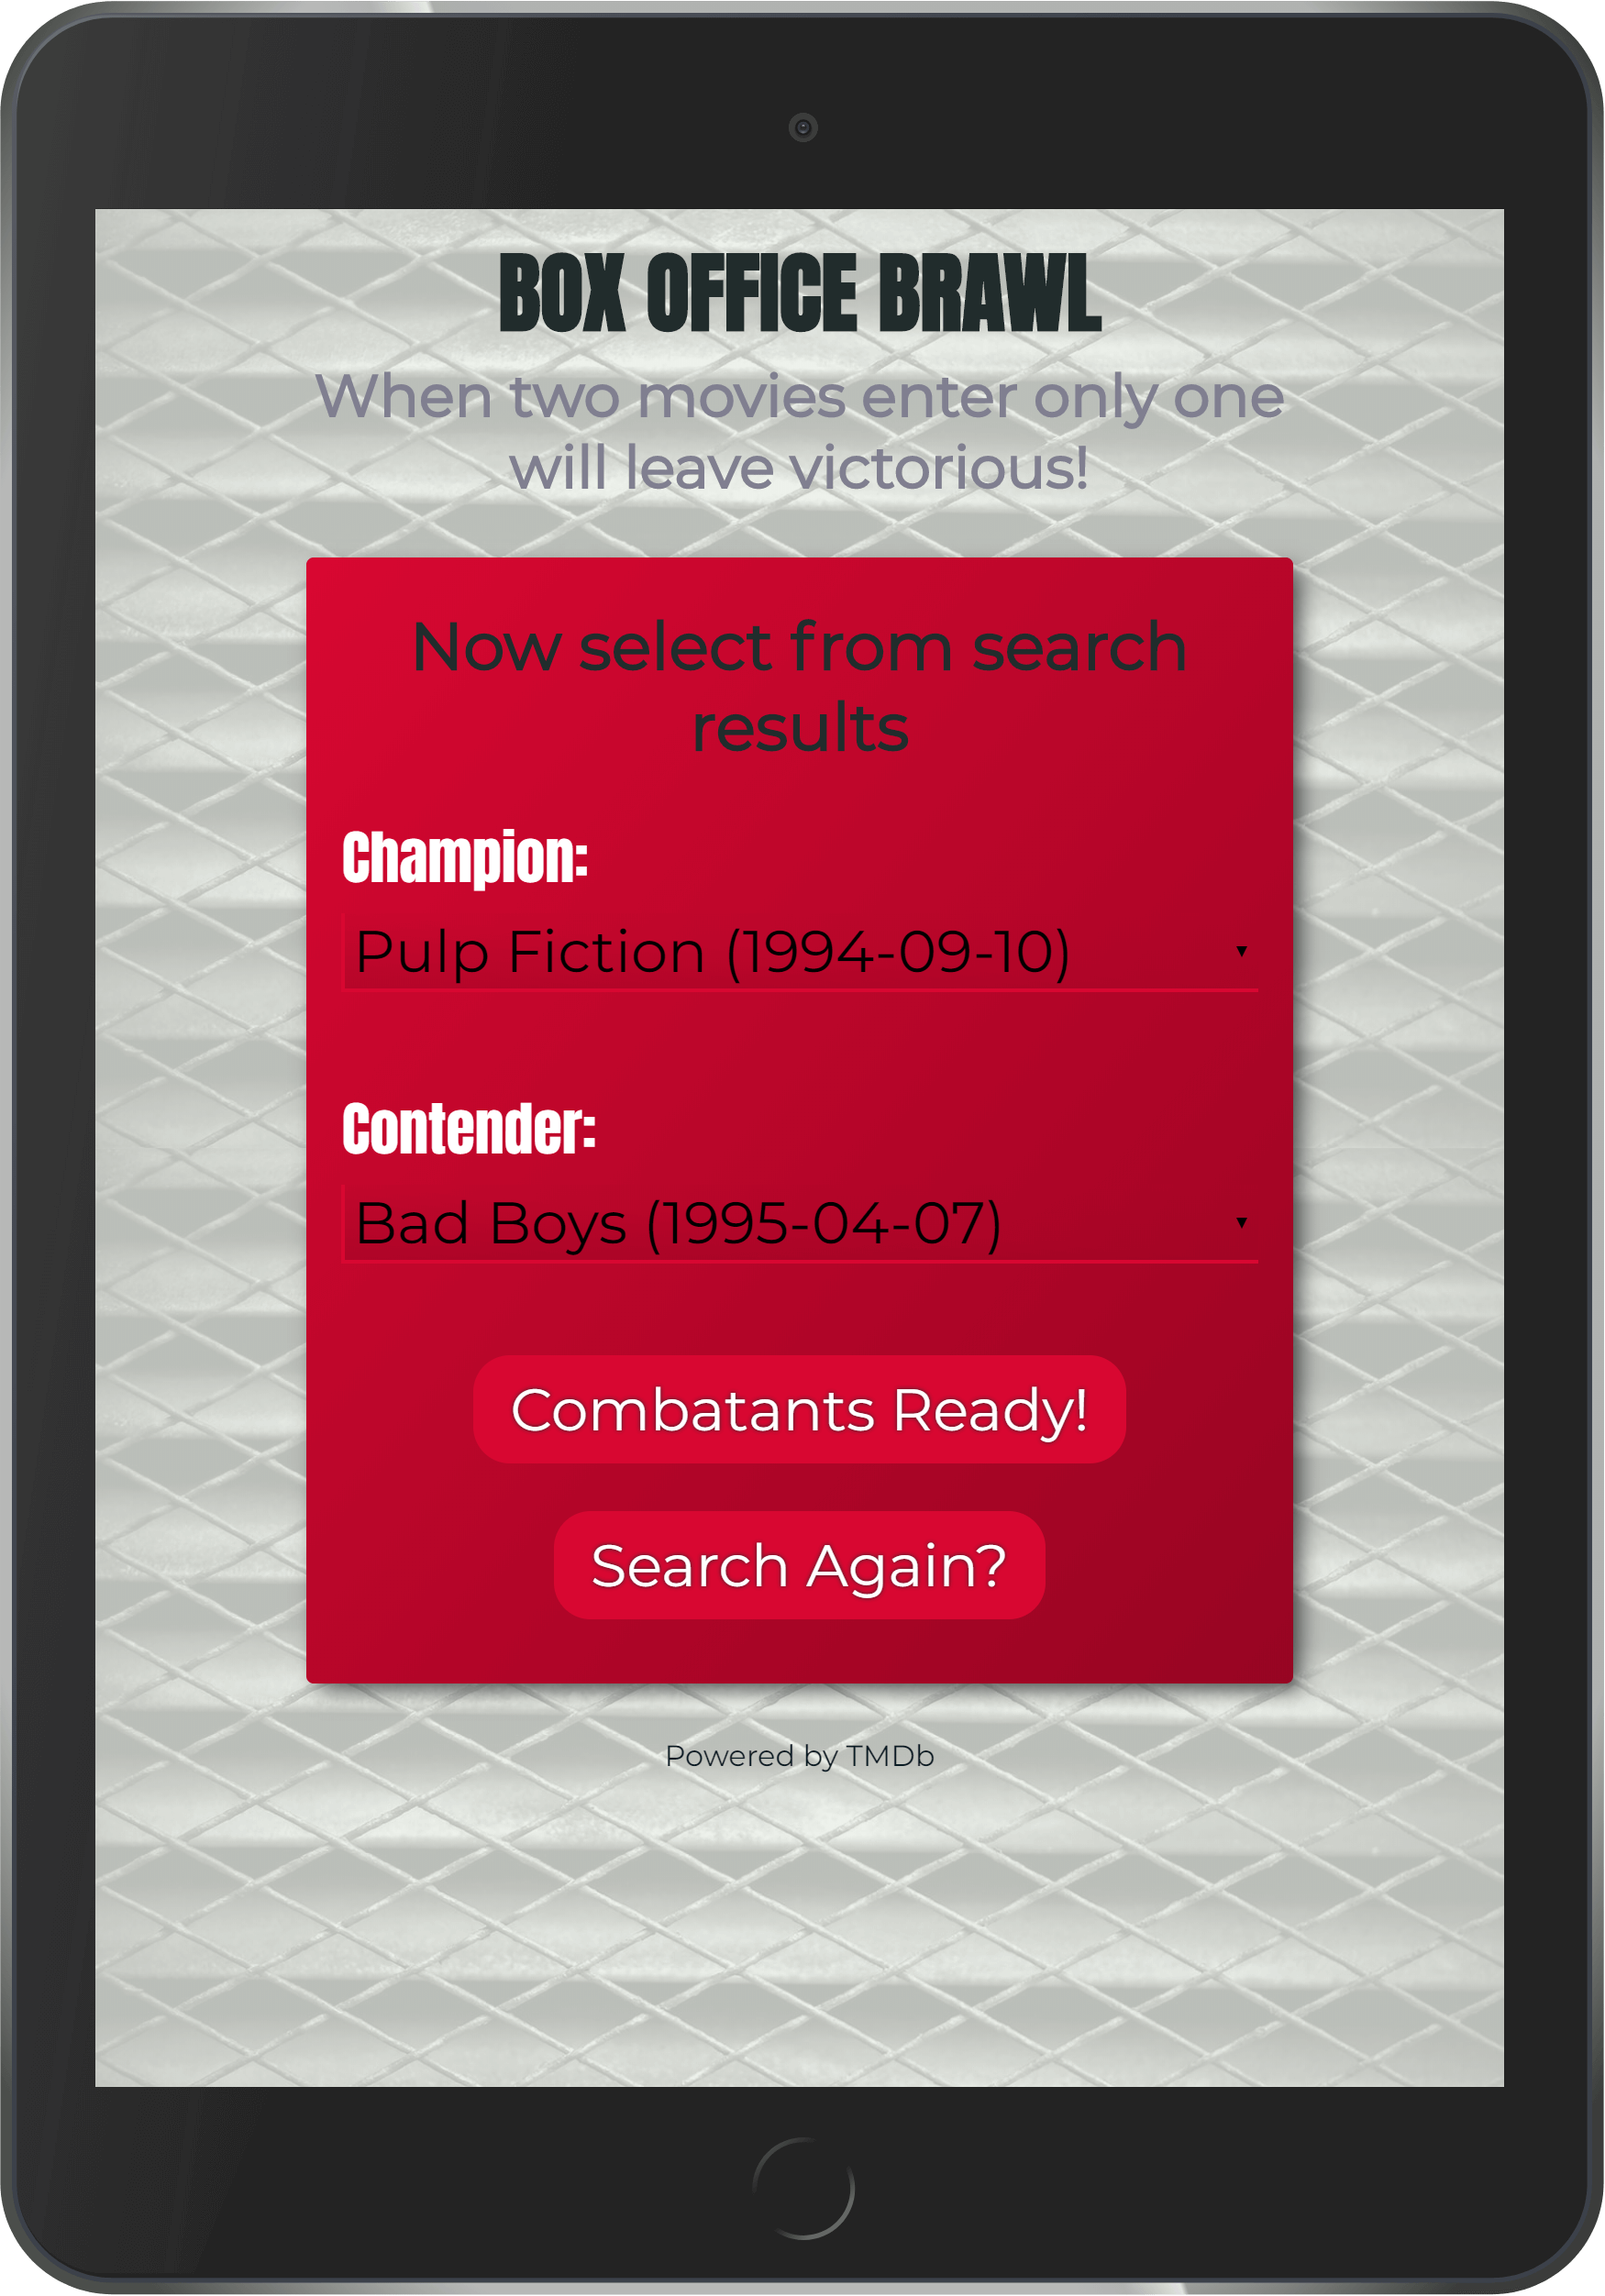 BOX OFFICE BRAWL
When two movies enter only one
will leave victorious!
Now select from search
results
Champion:
Pulp Fiction (1994-09-10)
Contender:
Bad Boys (1995-04-07)
Combatants Ready!
Search Again?
Powered by TMDb